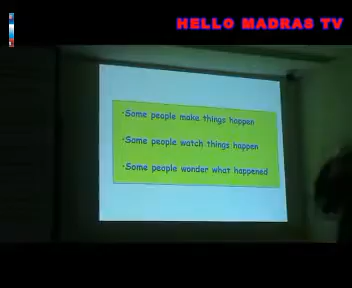 HELLO MADRAS TV
•Some people make things happen
•Some people watch things happen
•Some people wonder what happened